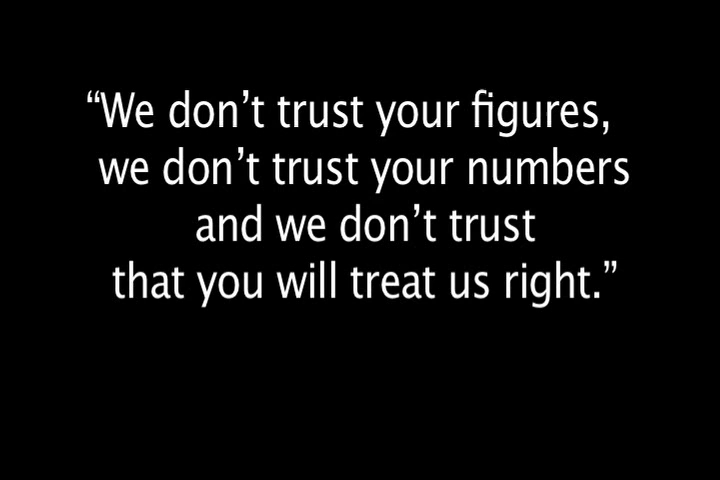 “We don’t trust your figures,
we don’t trust your numbers
and we don’t trust
that you will treat us right.”